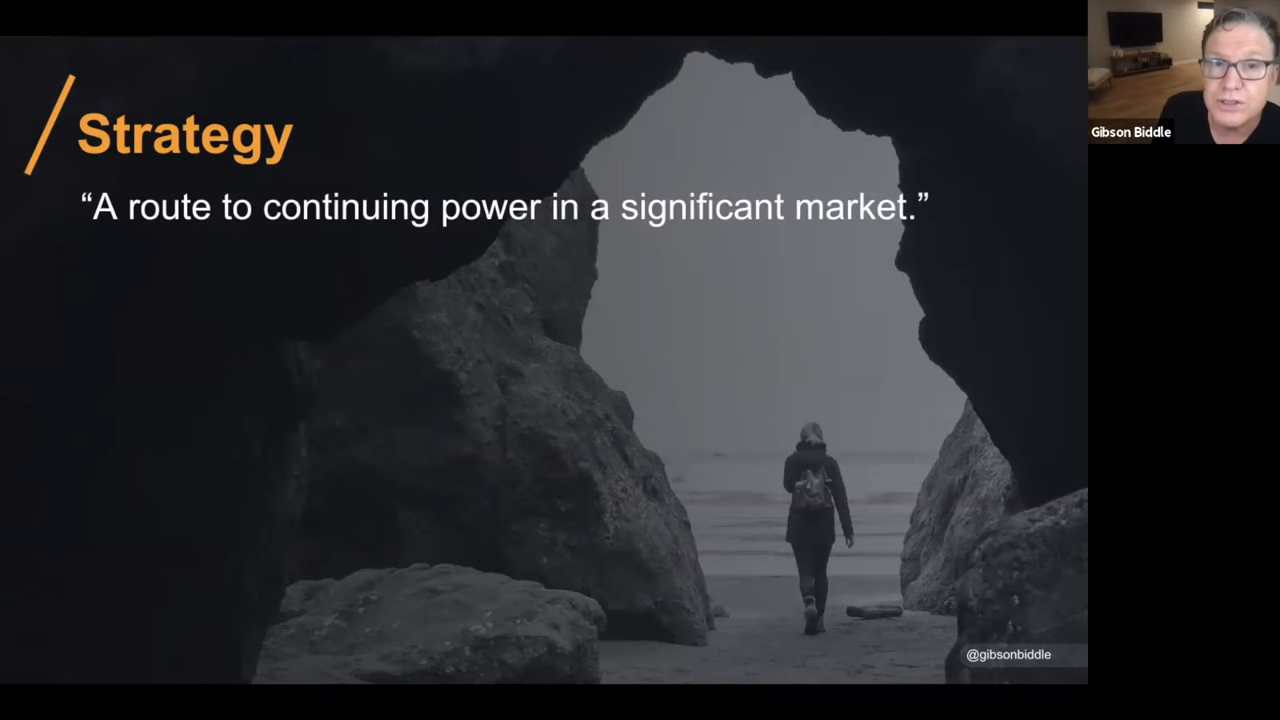 Strategy
“A route to continuing power in a significant market.”
@gibsonbiddle
Gibson Biddle